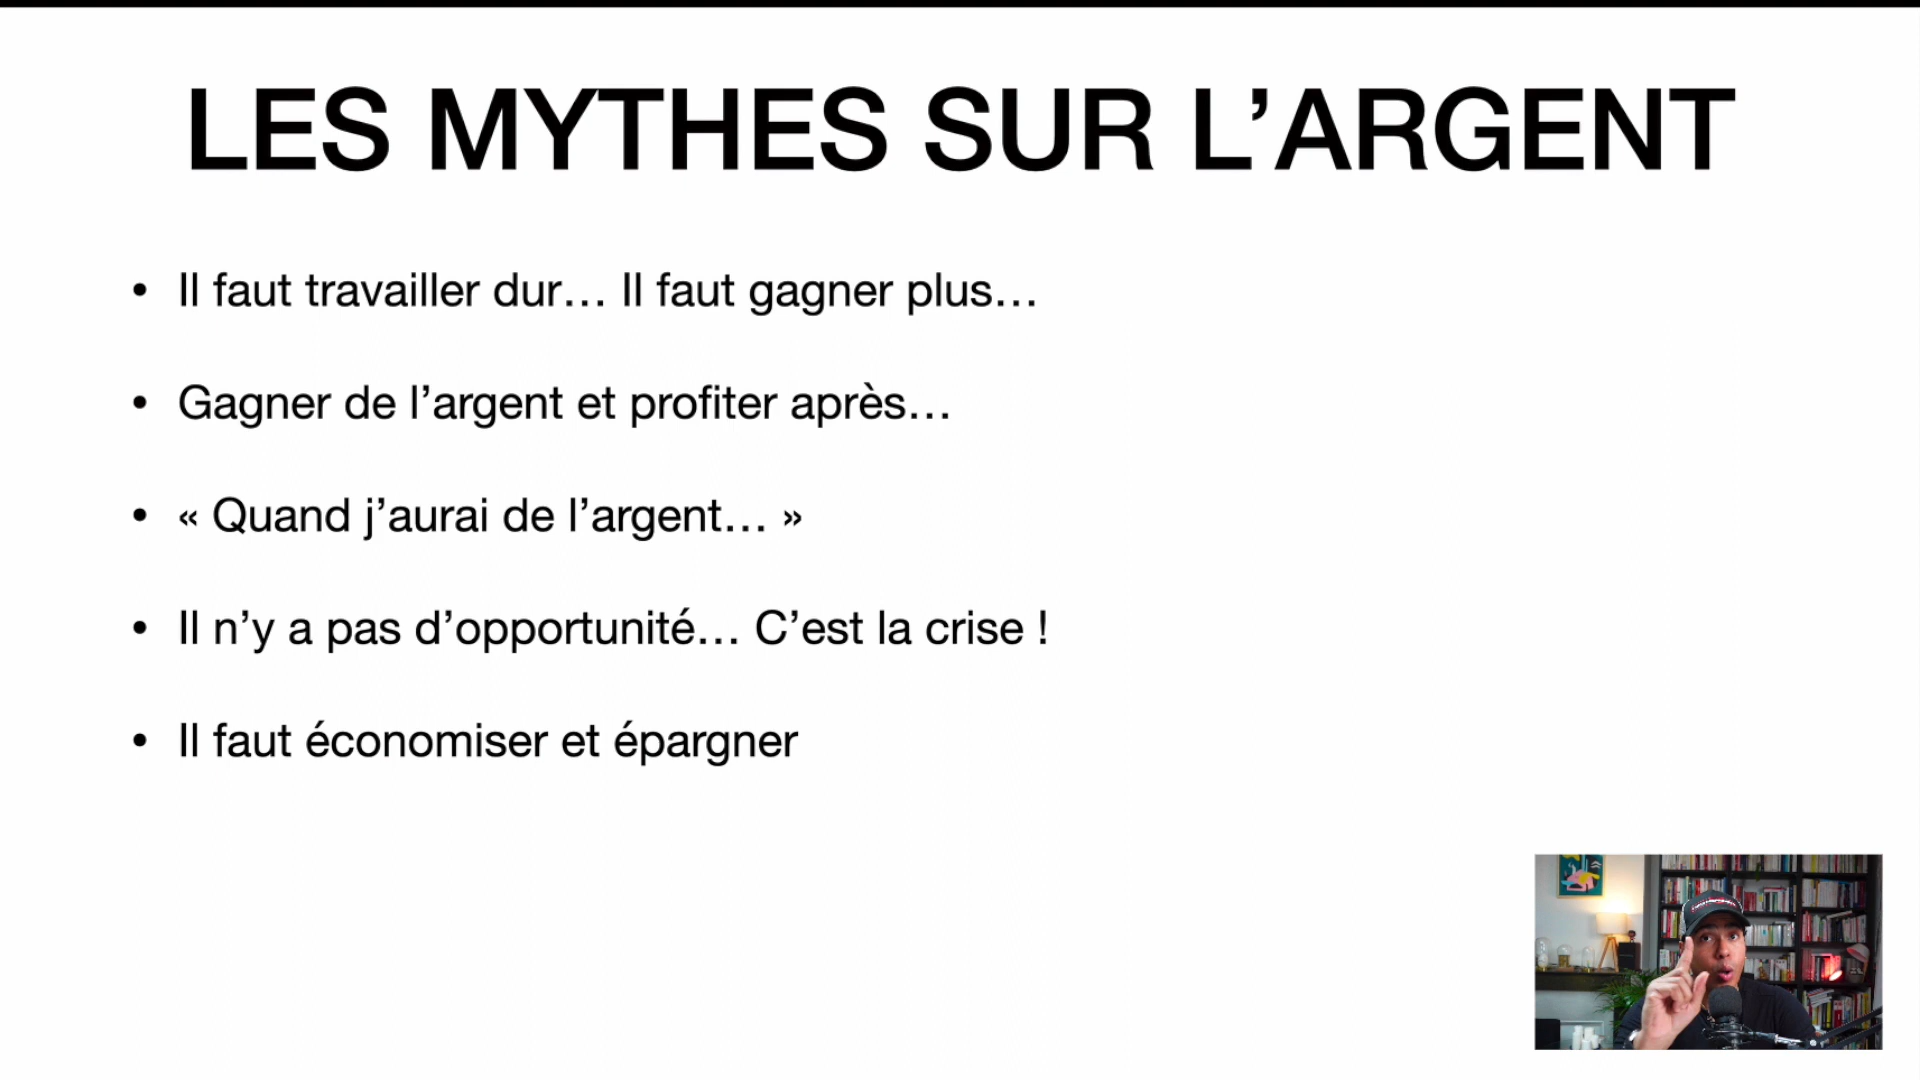 LES MYTHES SUR L’ARGENT
• Il faut travailler dur… Il faut gagner plus…
• Gagner de l’argent et profiter après…
• « Quand j’aurai de l’argent… »
• Il n’y a pas d’opportunité… C’est la crise !
• Il faut économiser et épargner